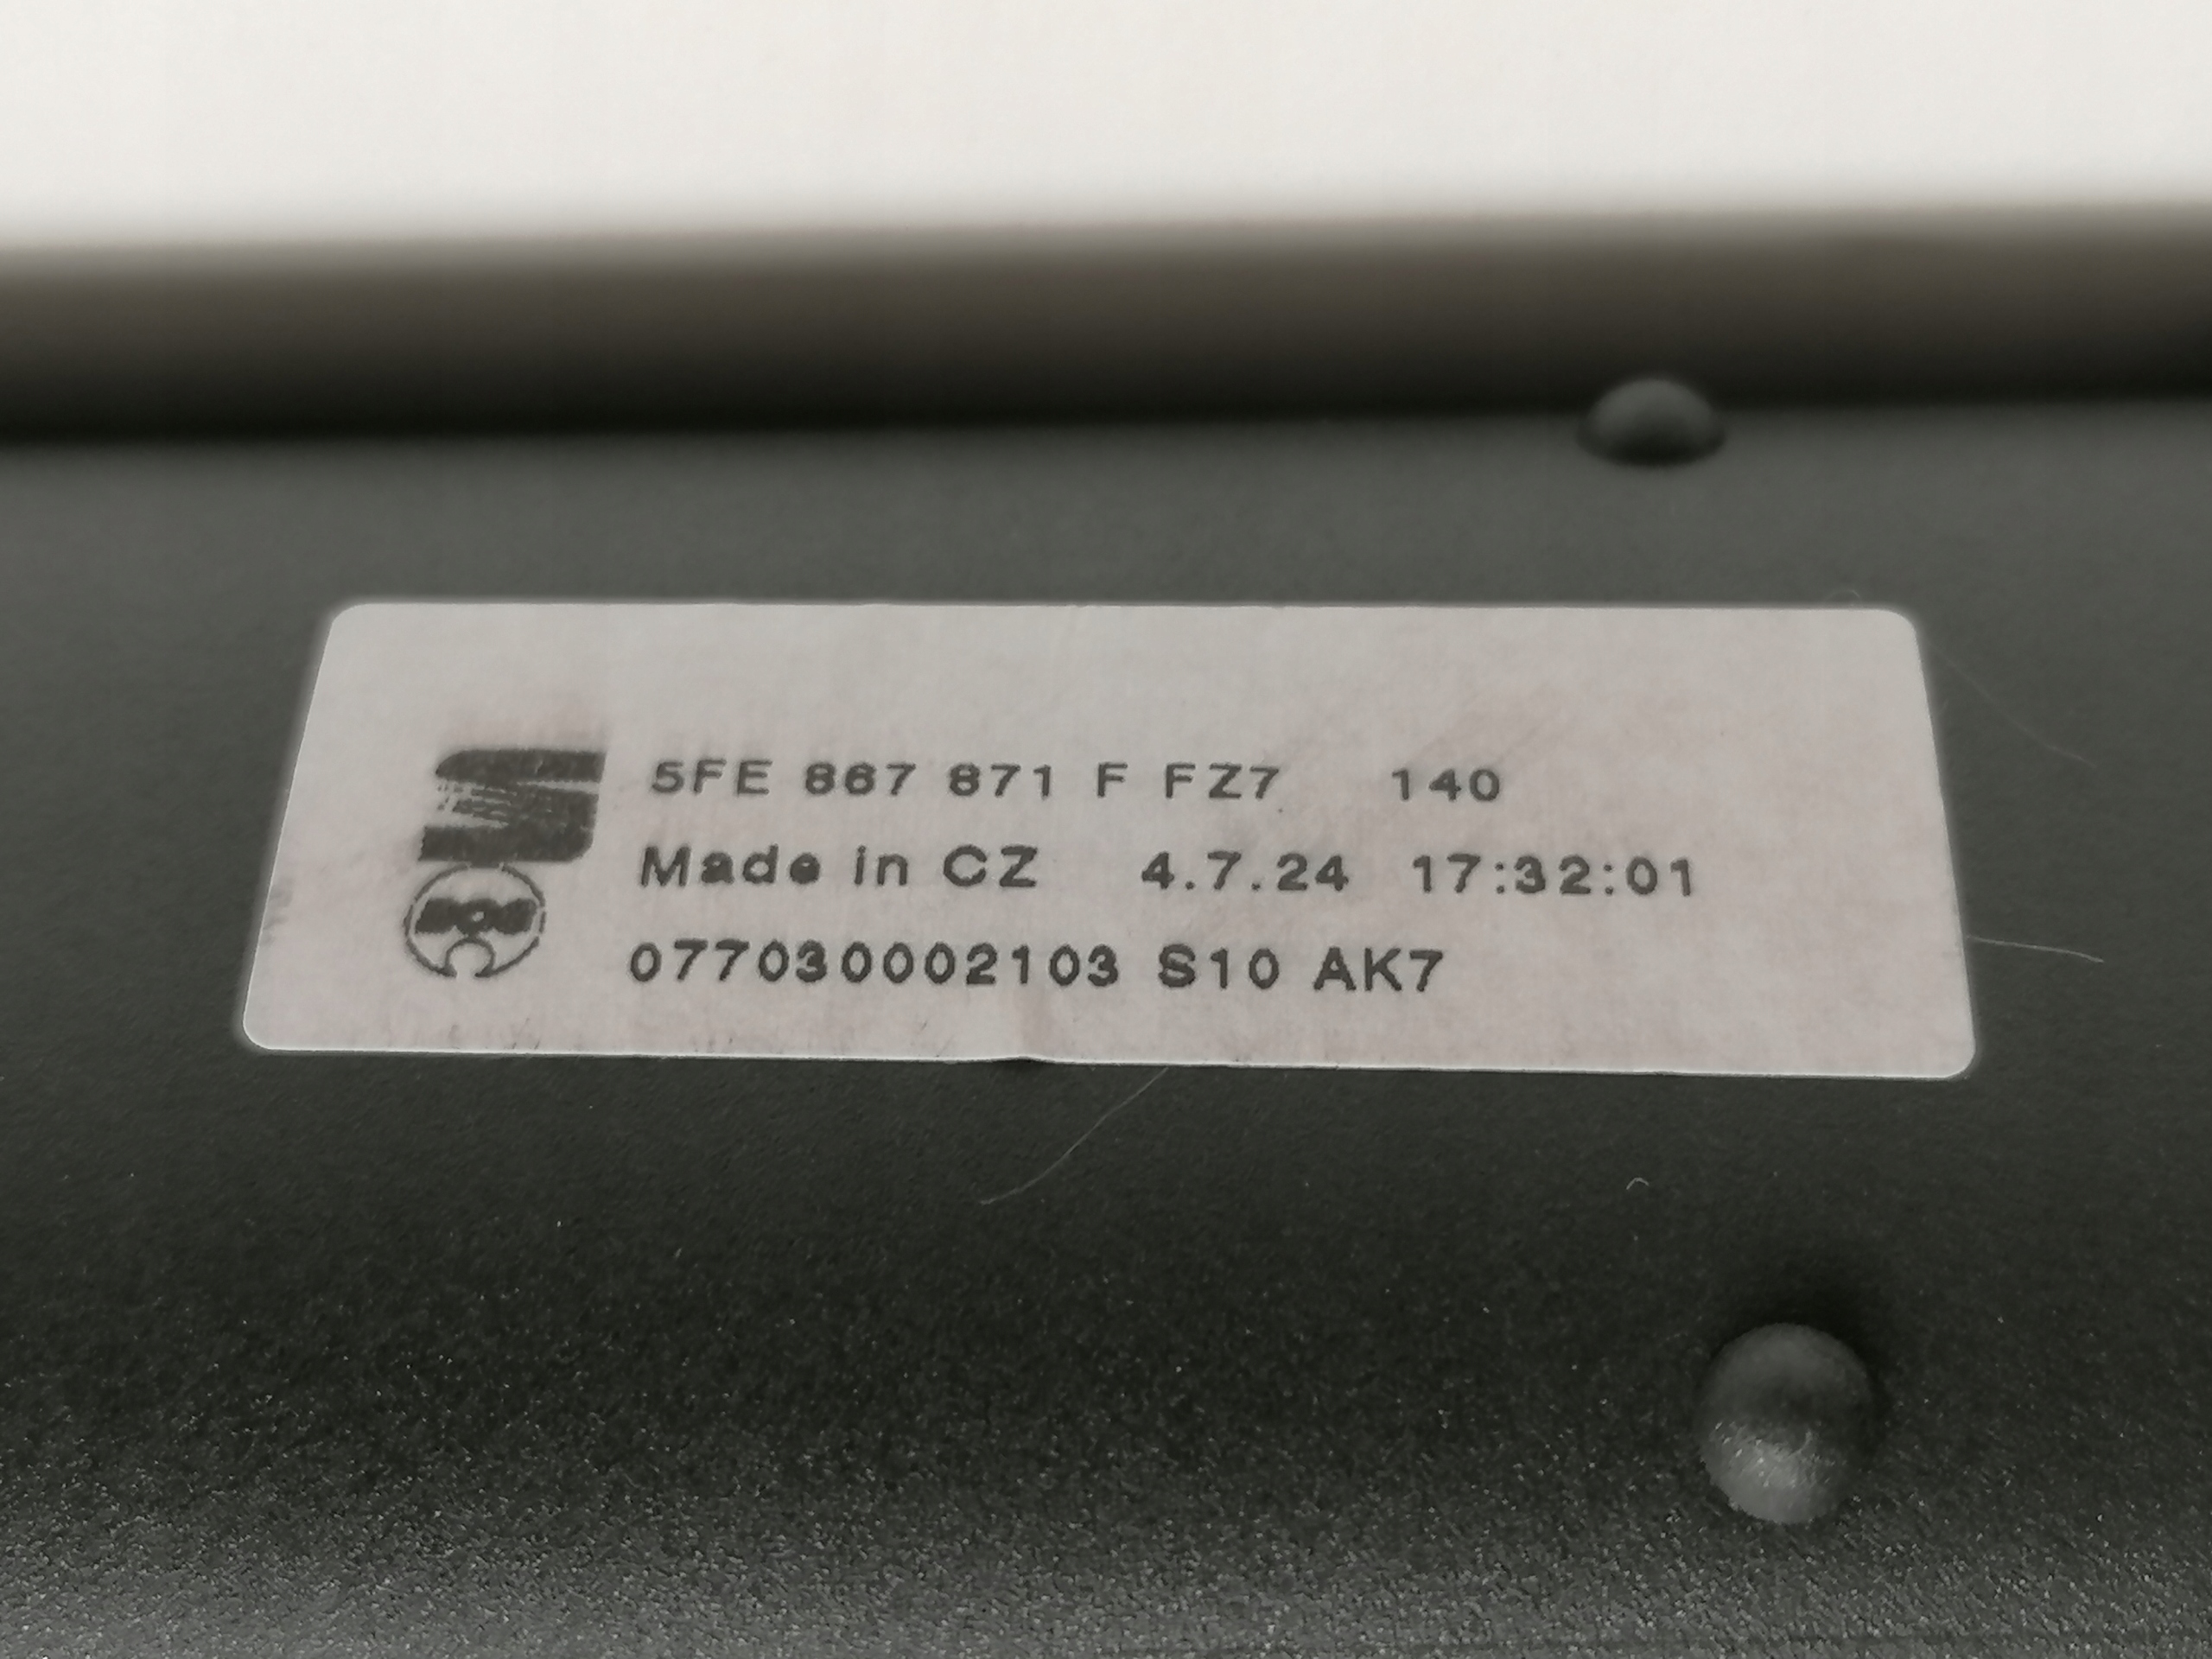 5FE 867 871 F FZ7 140
Made in CZ 4.7.24 17:32:01
077030002103 S10 AK7